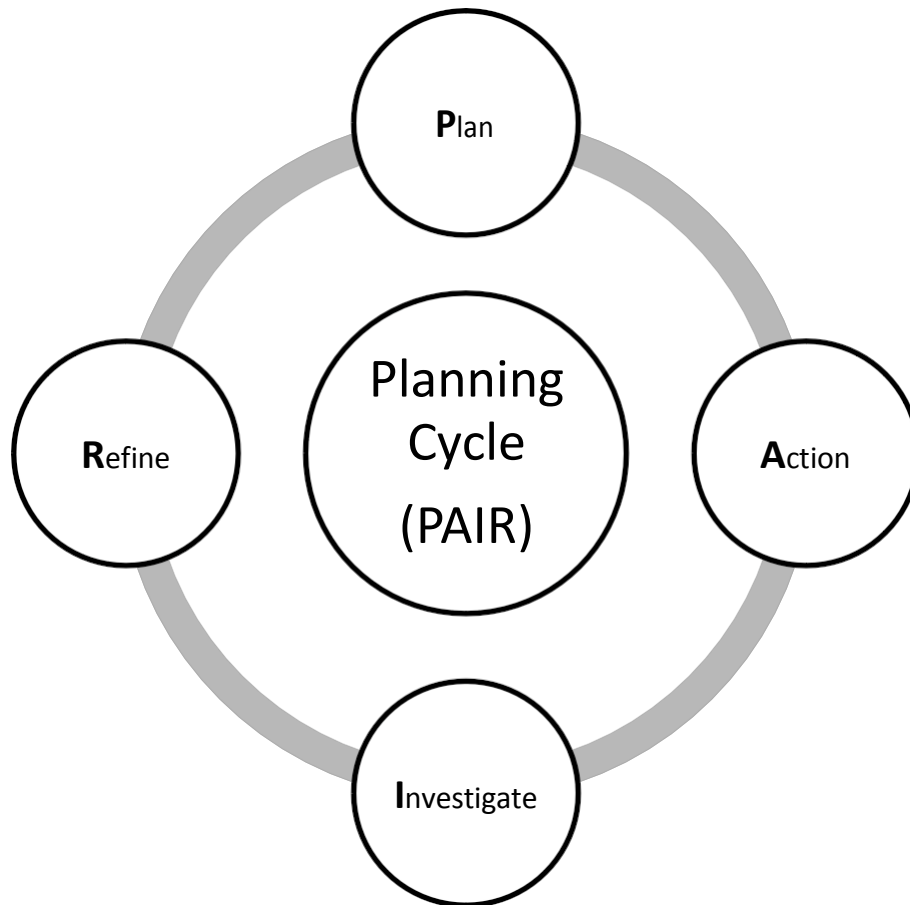 Plan
Planning
Cycle
(PAIR)
Refine
Action
Investigate